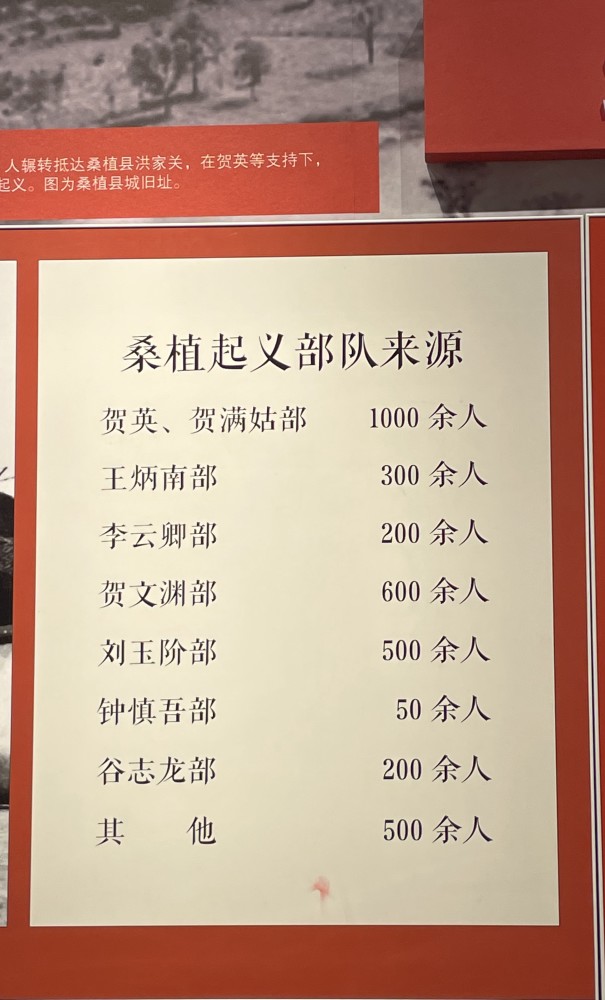 人辗转抵达桑植县洪家关，在贺英等支持下，
起义。图为桑植县城旧址。
桑植起义部队来源
贺英、贺满姑部 1000 余人
王炳南部 300 余人
李云卿部 200 余人
贺文渊部 600 余人
刘玉阶部 500 余人
钟慎吾部 50 余人
谷志龙部 200 余人
其 他 500 余人